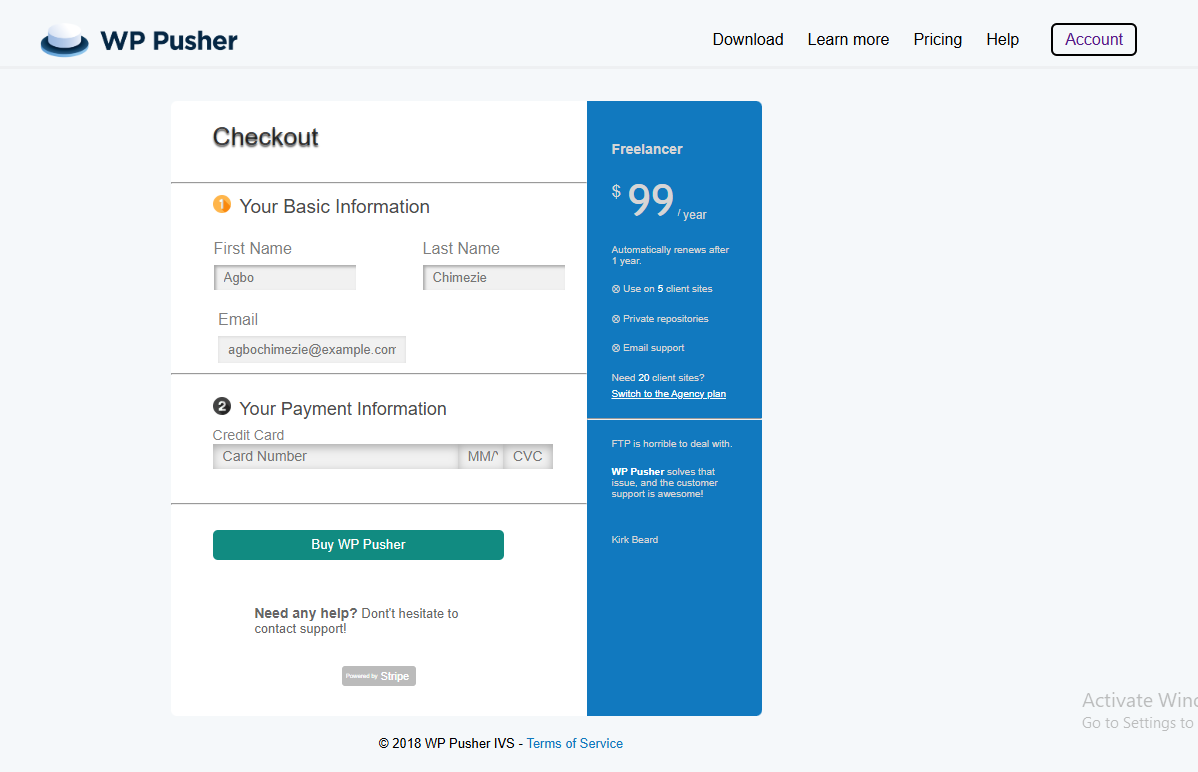 WP Pusher
Download Learn more Pricing Help Account
Checkout
1 Your Basic Information
First Name Last Name
Agbo Chimezie
Email
agbochimezie@example.com
2 Your Payment Information
Credit Card
Card Number MM/ CVC
Buy WP Pusher
Need any help? Dont't hesitate to
contact support!
Powered by Stripe
Freelancer
$ 99 / year
Automatically renews after
1 year.
Use on 5 client sites
Private repositories
Email support
Need 20 client sites?
Switch to the Agency plan
FTP is horrible to deal with.
WP Pusher solves that
issue, and the customer
support is awesome!
Kirk Beard
© 2018 WP Pusher IVS - Terms of Service
Activate Winc
Go to Settings to